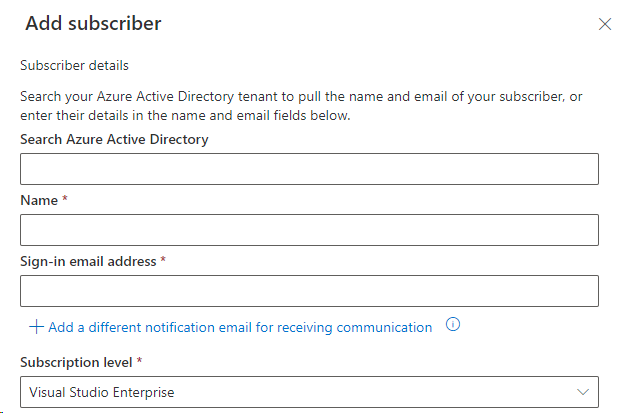 Add subscriber
Subscriber details
Search your Azure Active Directory tenant to pull the name and email of your subscriber, or
enter their details in the name and email fields below.
Search Azure Active Directory
Name *
Sign-in email address *
Add a different notification email for receiving communication
Subscription level *
Visual Studio Enterprise